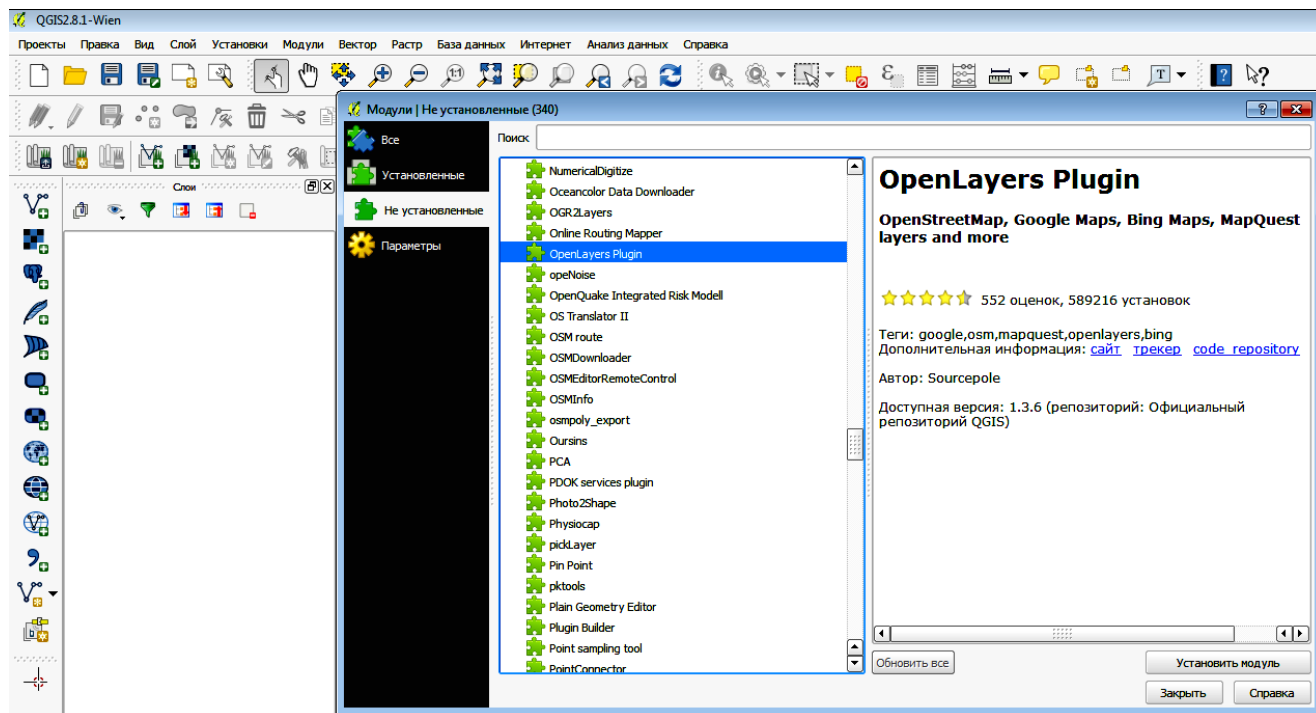 QGIS2.8.1-Wien
Проекты Правка Вид Слой Установки Модули Вектор Растр База данных Интернет Анализ данных Справка
Модули | Не установленные (340)
Все
Установленные
Не установленные
Параметры
Поиск
Слои
NumericalDigitize
Oceancolor Data Downloader
OGR2Layers
Online Routing Mapper
OpenLayers Plugin
opeNoise
OpenQuake Integrated Risk Modell
OS Translator II
OSM route
OSMDownloader
OSMEditorRemoteControl
OSMInfo
osmpoly_export
Oursins
PCA
PDOK services plugin
Photo2Shape
Physiocap
pickLayer
Pin Point
pktools
Plain Geometry Editor
Plugin Builder
Point sampling tool
PointConnector
OpenLayers Plugin
OpenStreetMap, Google Maps, Bing Maps, MapQuest
layers and more
552 оценок, 589216 установок
Теги: google,osm,mapquest,openlayers,bing
Дополнительная информация: сайт трекер code repository
Автор: Sourcepole
Доступная версия: 1.3.6 (репозиторий: Официальный
репозиторий QGIS)
Обновить все
Установить модуль
Закрыть
Справка